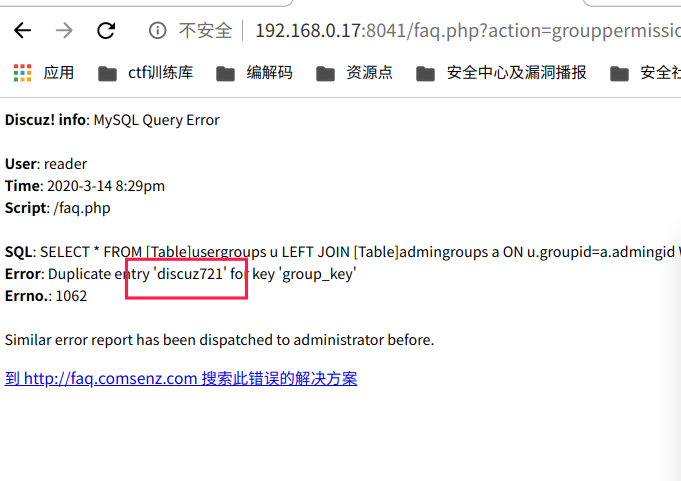 不安全 192.168.0.17:8041/faq.php?action=grouppermissio
应用 ctf训练库 编解码 资源点 安全中心及漏洞播报 安全社
Discuz! info: MySQL Query Error
User: reader
Time: 2020-3-14 8:29pm
Script: /faq.php
SQL: SELECT * FROM [Table]usergroups u LEFT JOIN [Table]admingroups a ON u.groupid=a.admingid
Error: Duplicate entry 'discuz721' for key 'group_key'
Errno.: 1062
Similar error report has been dispatched to administrator before.
到 http://faq.comsenz.com 搜索此错误的解决方案